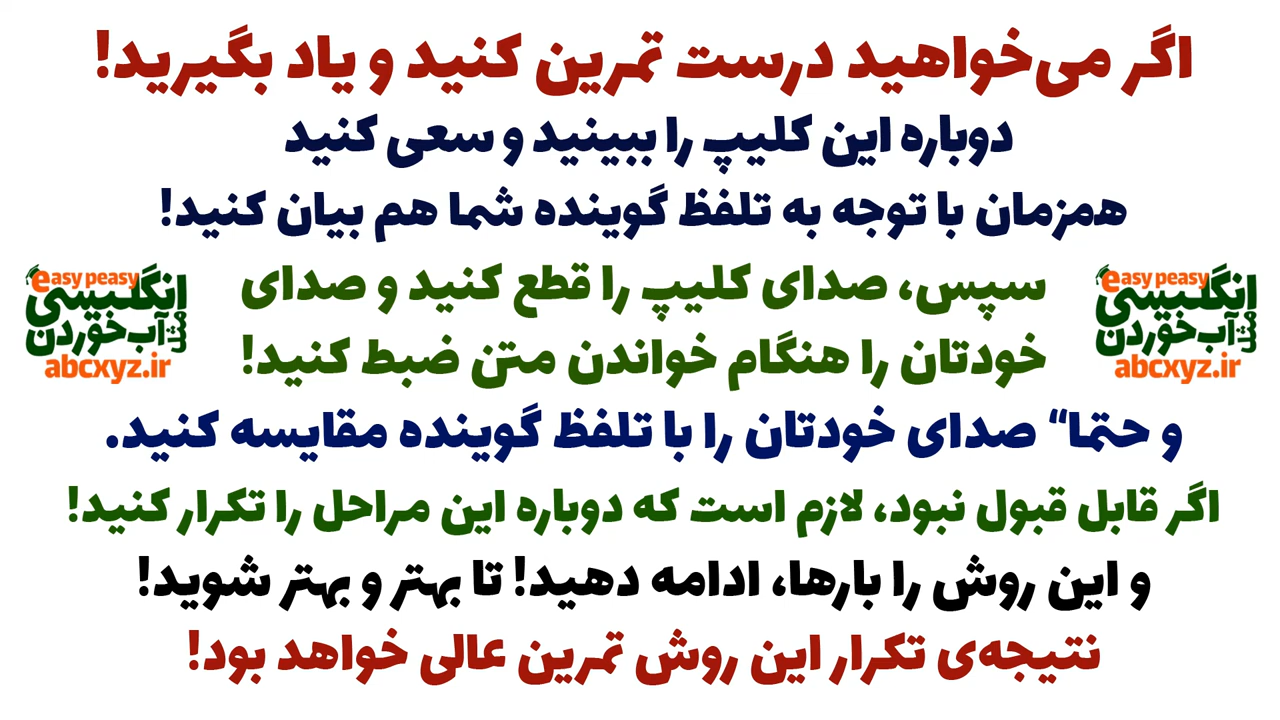 اگر می‌خواهید درست تمرین کنید و یاد بگیرید!
دوباره این کلیپ را ببینید و سعی کنید
همزمان با توجه به تلفظ گوینده شما هم بیان کنید!
سپس، صدای کلیپ را قطع کنید و صدای
خودتان را هنگام خواندن متن ضبط کنید!
و حتما“ صدای خودتان را با تلفظ گوینده مقایسه کنید.
اگر قابل قبول نبود، لازم است که دوباره این مراحل را تکرار کنید!
و این روش را بارها، ادامه دهید! تا بهتر و بهتر شوید!
نتیجه‌ی تکرار این روش تمرین عالی خواهد بود!
easy peasy
انگلیسی
مثل آب خوردن
abcxyz.ir
easy peasy
انگلیسی
مثل آب خوردن
abcxyz.ir